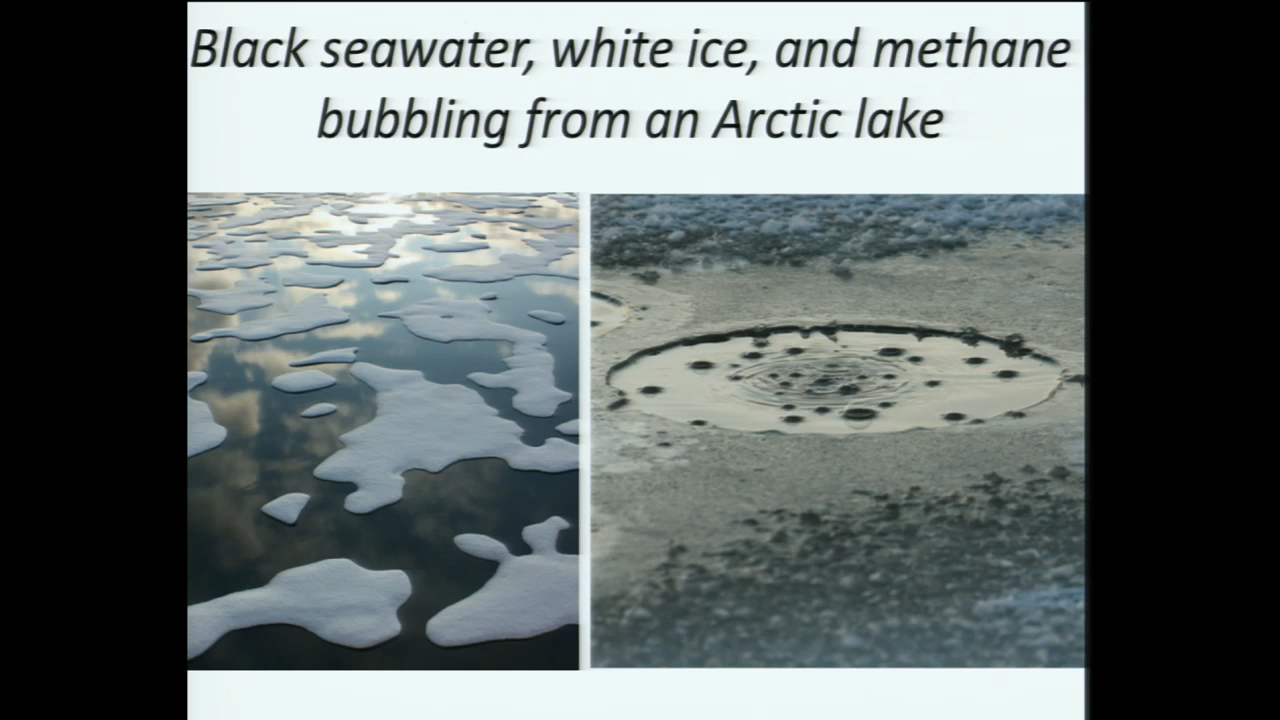 Black seawater, white ice, and methane
bubbling from an Arctic lake